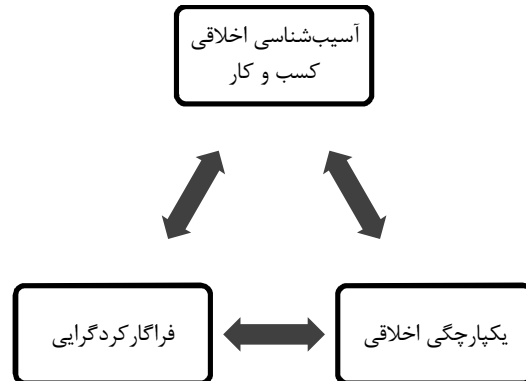 آسیب‌شناسی اخلاقی
کسب و کار
یکپارچگی اخلاقی
فراگارکردگرایی